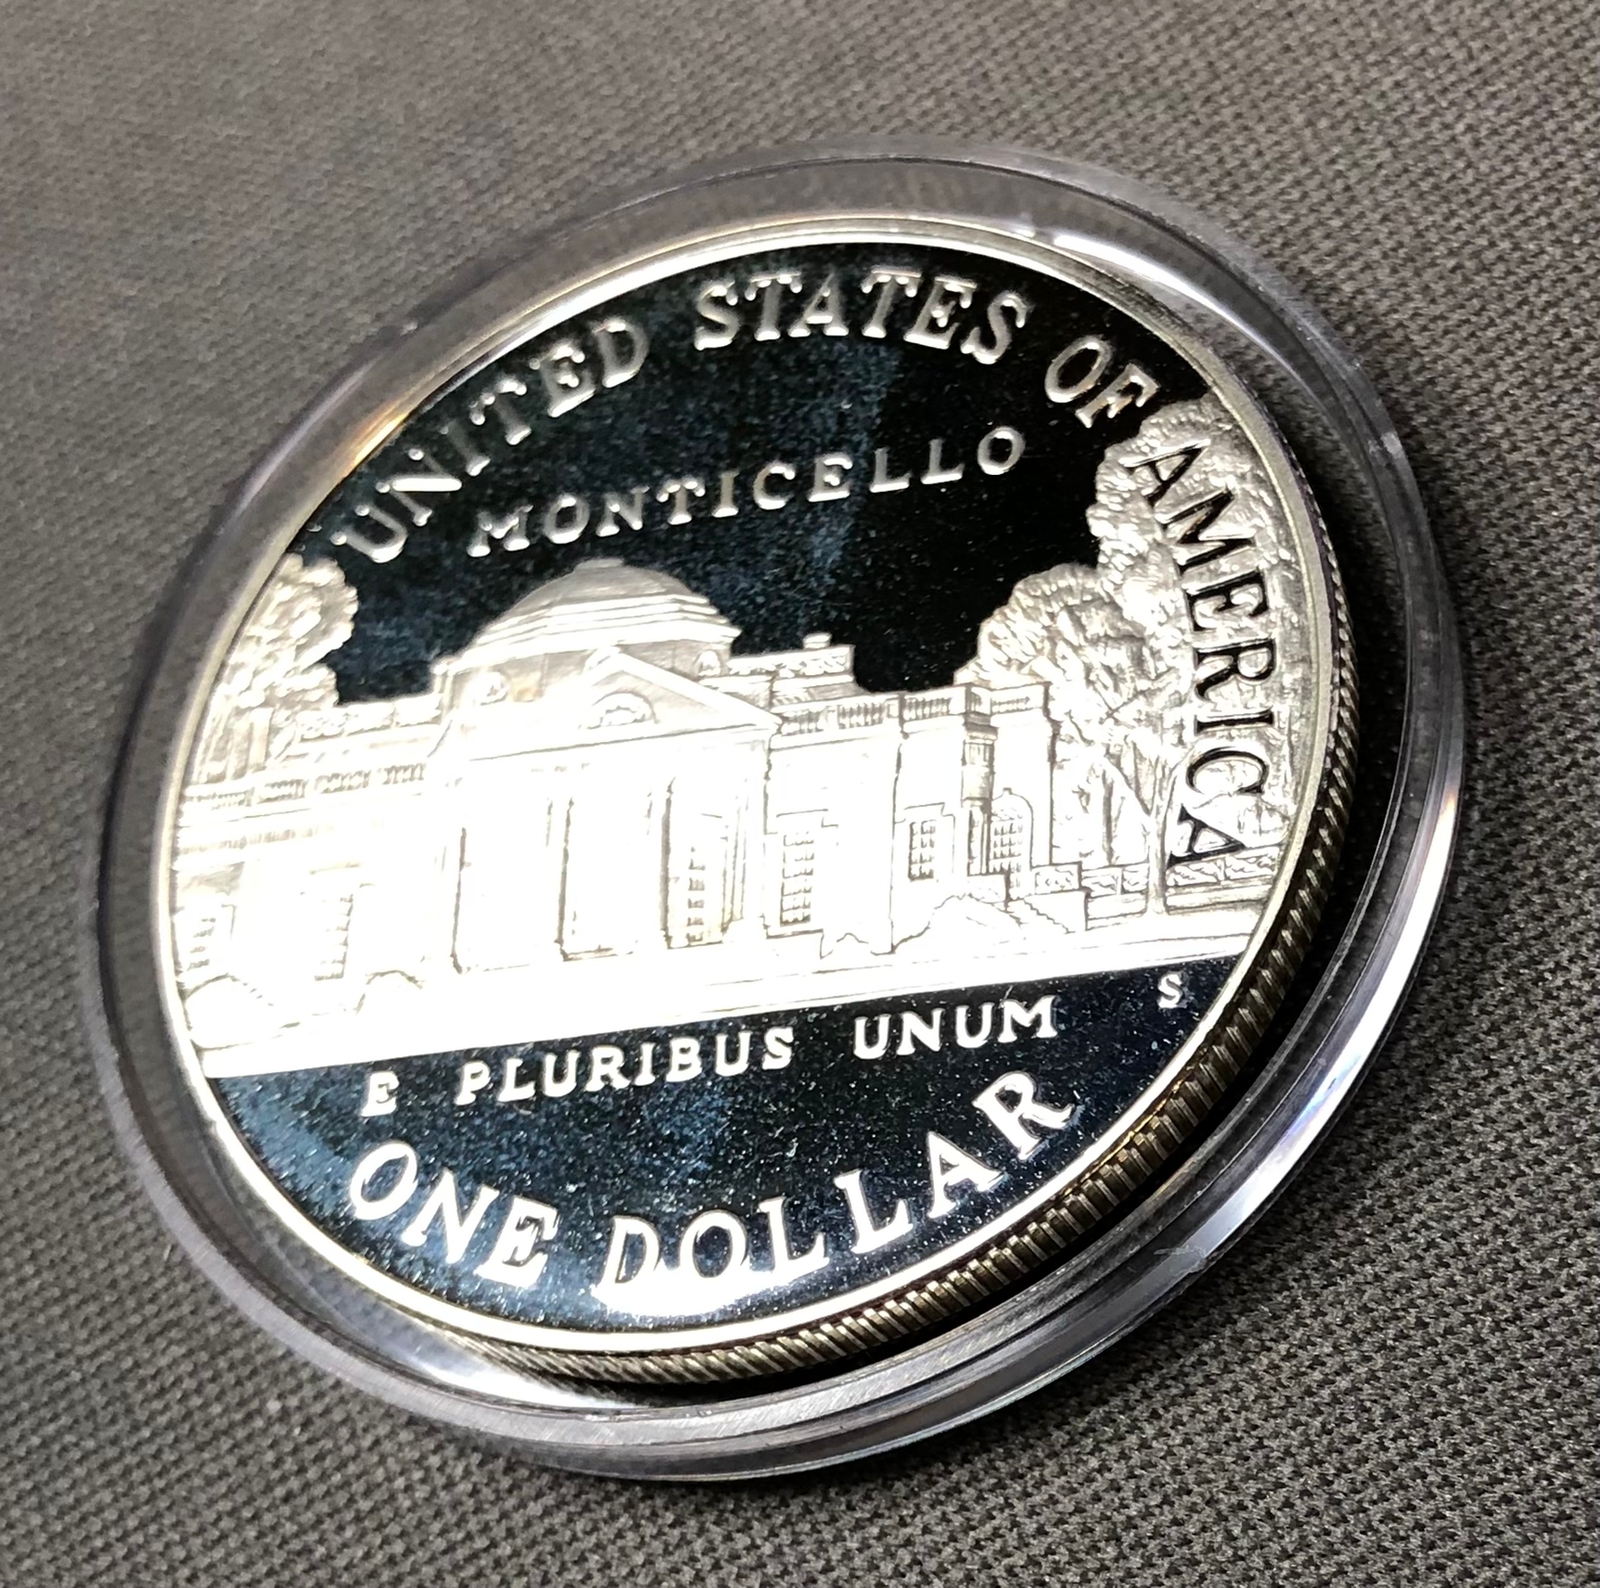 UNITED STATES OF AMERICA
MONTICELLO
S
E PLURIBUS UNUM
ONE DOLLAR